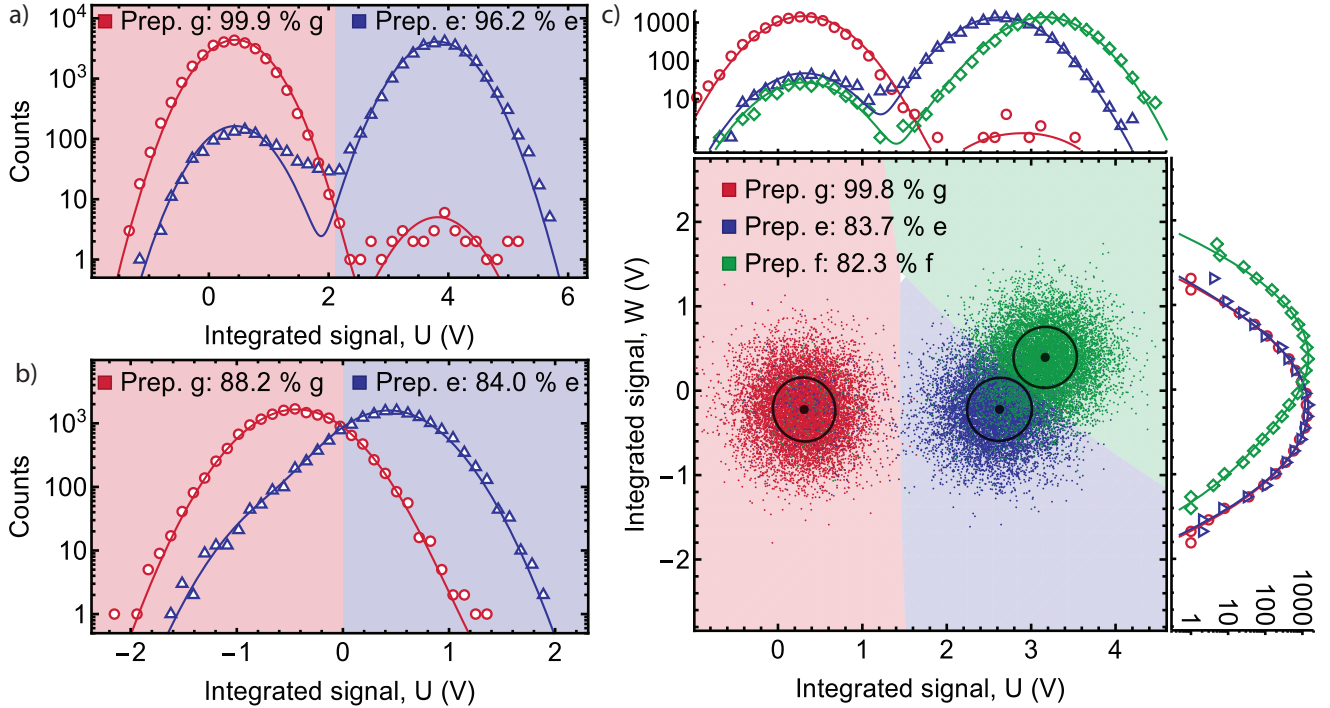 a)
Prep. g: 99.9 % g
Prep. e: 96.2 % e
10⁴
10³
100
10
1
Counts
0
2
4
6
Integrated signal, U (V)
b)
Prep. g: 88.2 % g
Prep. e: 84.0 % e
10³
100
10
1
Counts
−2
−1
0
1
2
Integrated signal, U (V)
c)
1000
10
Prep. g: 99.8 % g
Prep. e: 83.7 % e
Prep. f: 82.3 % f
2
1
0
−1
−2
Integrated signal, W (V)
0
1
2
3
4
Integrated signal, U (V)
1
10
100
1000